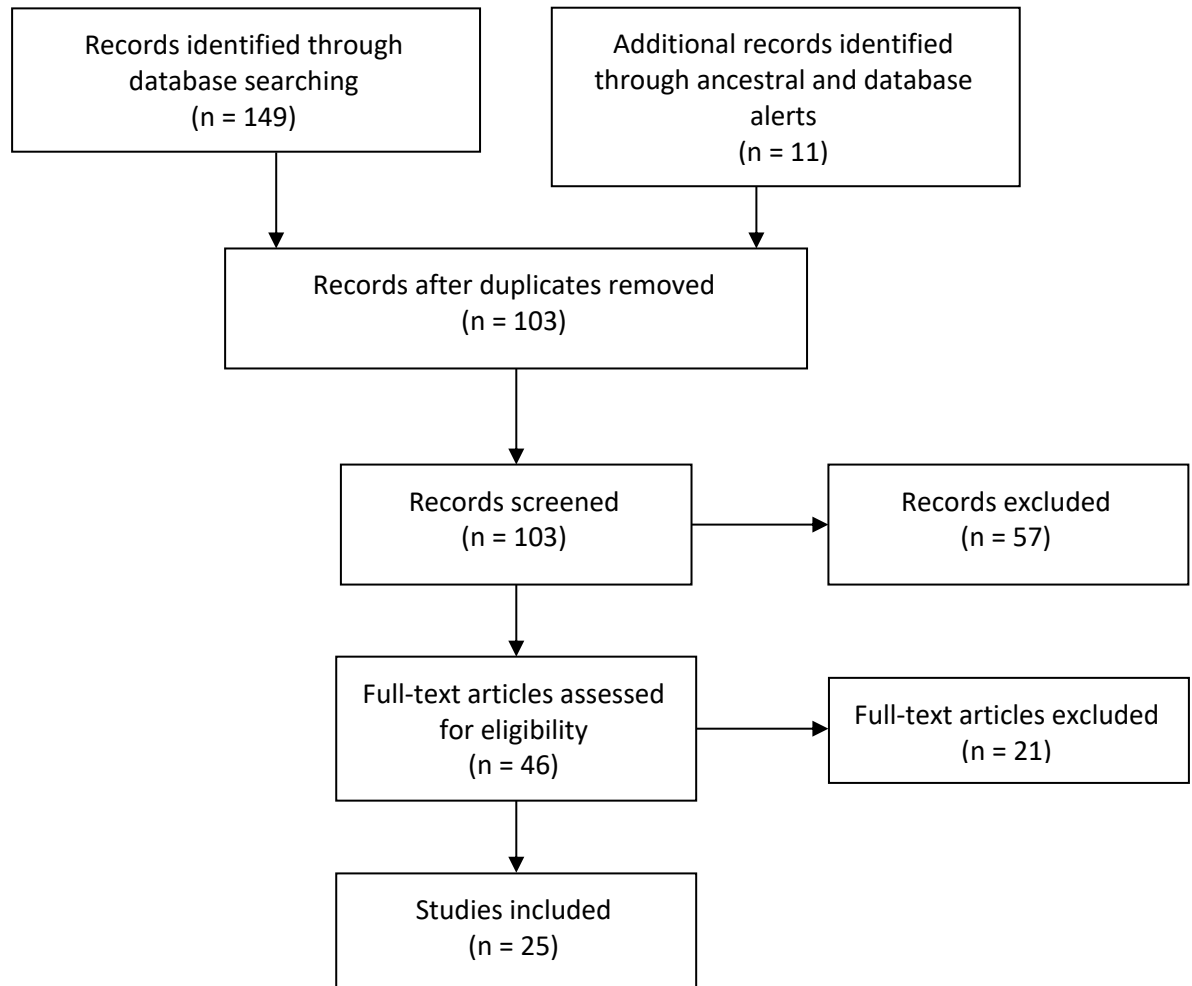 Records identified through
database searching
(n = 149)
Additional records identified
through ancestral and database
alerts
(n = 11)
Records after duplicates removed
(n = 103)
Records screened
(n = 103)
Records excluded
(n = 57)
Full-text articles assessed
for eligibility
(n = 46)
Full-text articles excluded
(n = 21)
Studies included
(n = 25)